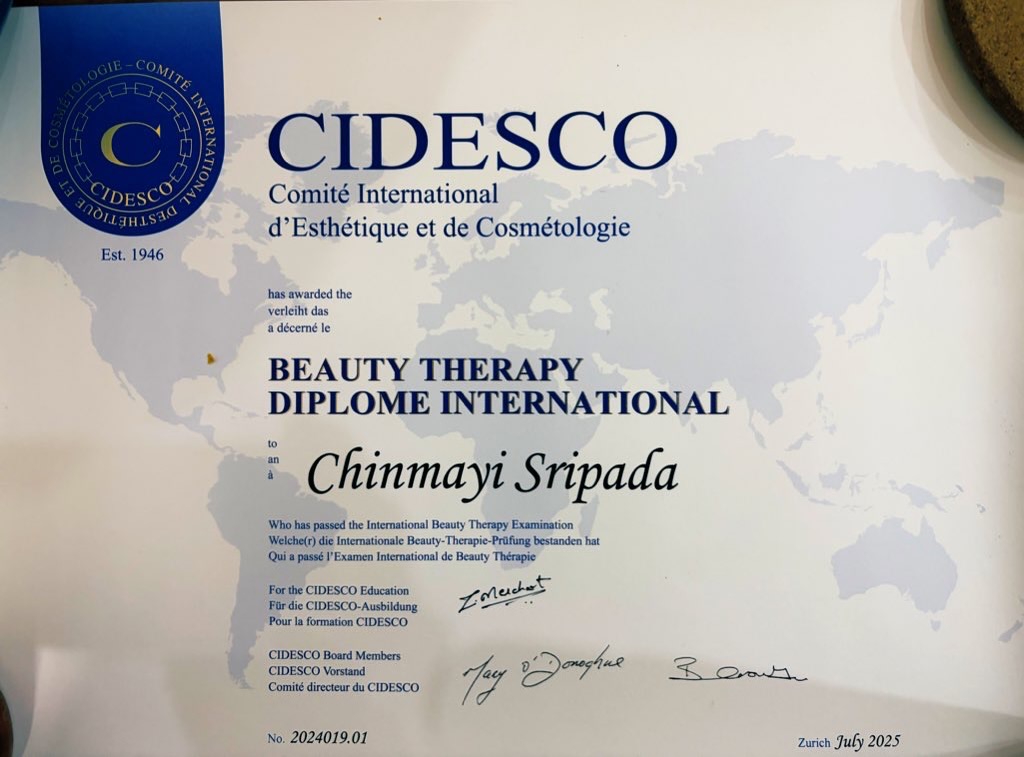 COMITÉ INTERNATIONAL D'ESTHÉTIQUE ET DE COSMÉTOLOGIE –
C
CIDESCO
Est. 1946
CIDESCO
Comité International
d'Esthétique et de Cosmétologie
has awarded the
verleiht das
a décerné le
BEAUTY THERAPY
DIPLOME INTERNATIONAL
to
an
à
Chinmayi Sripada
Who has passed the International Beauty Therapy Examination
Welche(r) die Internationale Beauty-Therapie-Prüfung bestanden hat
Qui a passé l'Examen International de Beauty Thérapie
For the CIDESCO Education
Für die CIDESCO-Ausbildung
Pour la formation CIDESCO
CIDESCO Board Members
CIDESCO Vorstand
Comité directeur du CIDESCO
Mary O'Donoghue
No. 2024019.01
Zurich July 2025